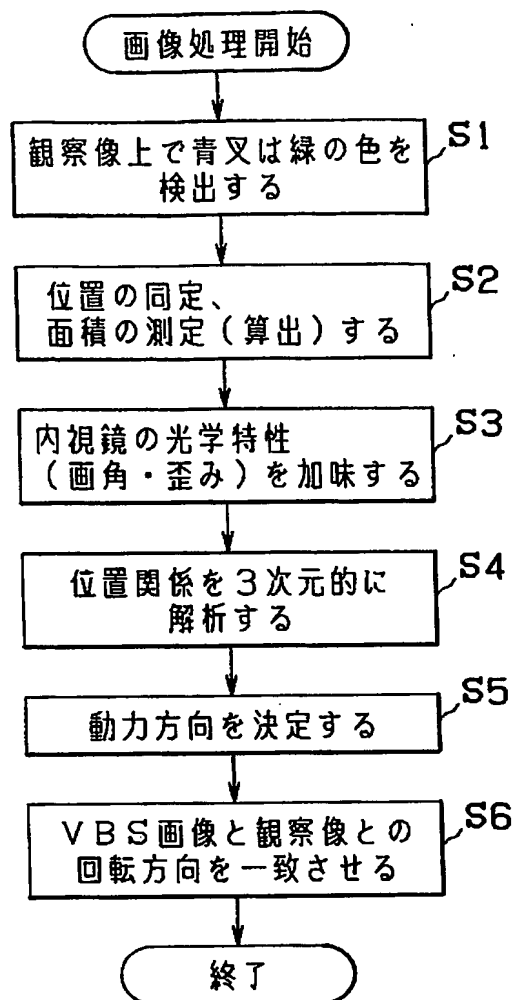 画像処理開始
S1
観察像上で青叉は緑の色を
検出する
S2
位置の同定、
面積の測定（算出）する
S3
内視鏡の光学特性
（画角・歪み）を加味する
S4
位置関係を３次元的に
解析する
S5
動力方向を決定する
S6
ＶＢＳ画像と観察像との
回転方向を一致させる
終了